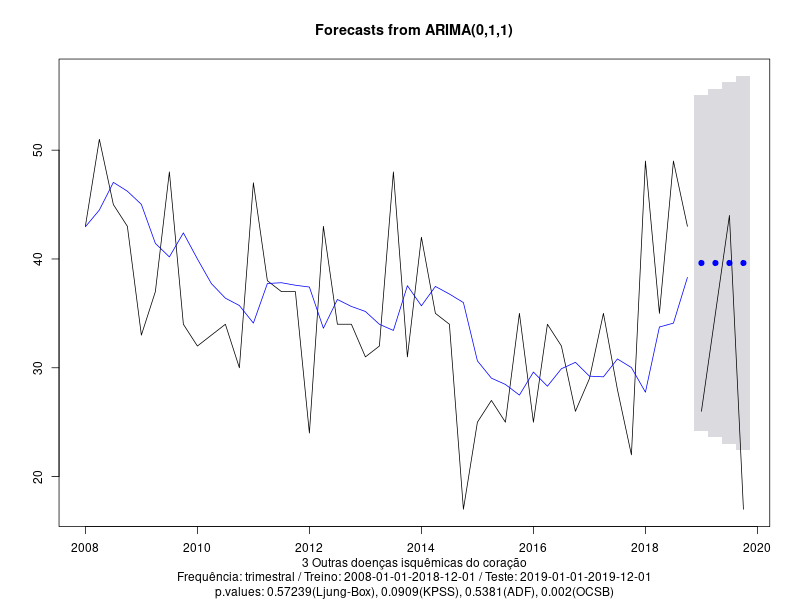 Forecasts from ARIMA(0,1,1)
50
40
30
20
2008 2010 2012 2014 2016 2018 2020
3 Outras doenças isquêmicas do coração
Frequência: trimestral / Treino: 2008-01-01-2018-12-01 / Teste: 2019-01-01-2019-12-01
p.values: 0.57239(Ljung-Box), 0.0909(KPSS), 0.5381(ADF), 0.002(OCSB)